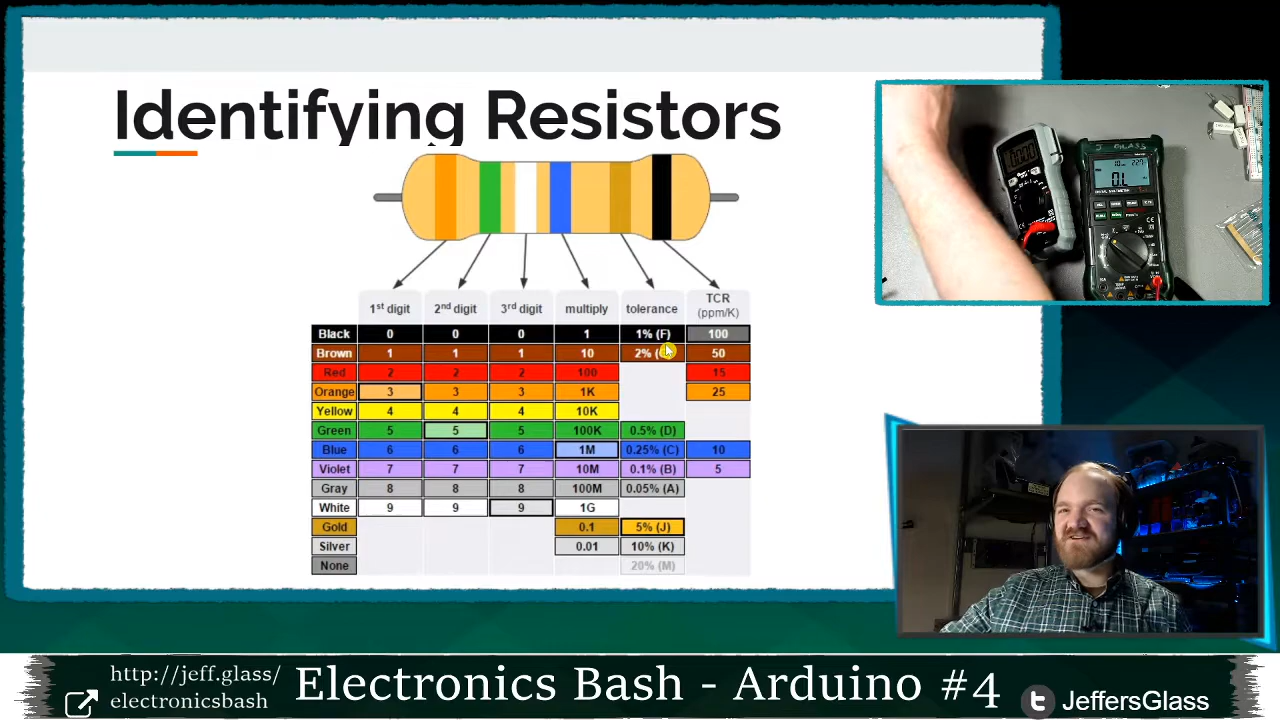 Identifying Resistors
1st digit 2nd digit 3rd digit multiply tolerance TCR (ppm/K)
Black 0 0 0 1 1% (F) 100
Brown 1 1 1 10 2% 50
Red 2 2 2 100 15
Orange 3 3 3 1K 25
Yellow 4 4 4 10K
Green 5 5 5 100K 0.5% (D)
Blue 6 6 6 1M 0.25% (C) 10
Violet 7 7 7 10M 0.1% (B) 5
Gray 8 8 8 100M 0.05% (A)
White 9 9 9 1G
Gold 0.1 5% (J)
Silver 0.01 10% (K)
None 20% (M)
J GLASS
0.L
http://jeff.glass/
electronicsbash
Electronics Bash - Arduino #4
JeffersGlass